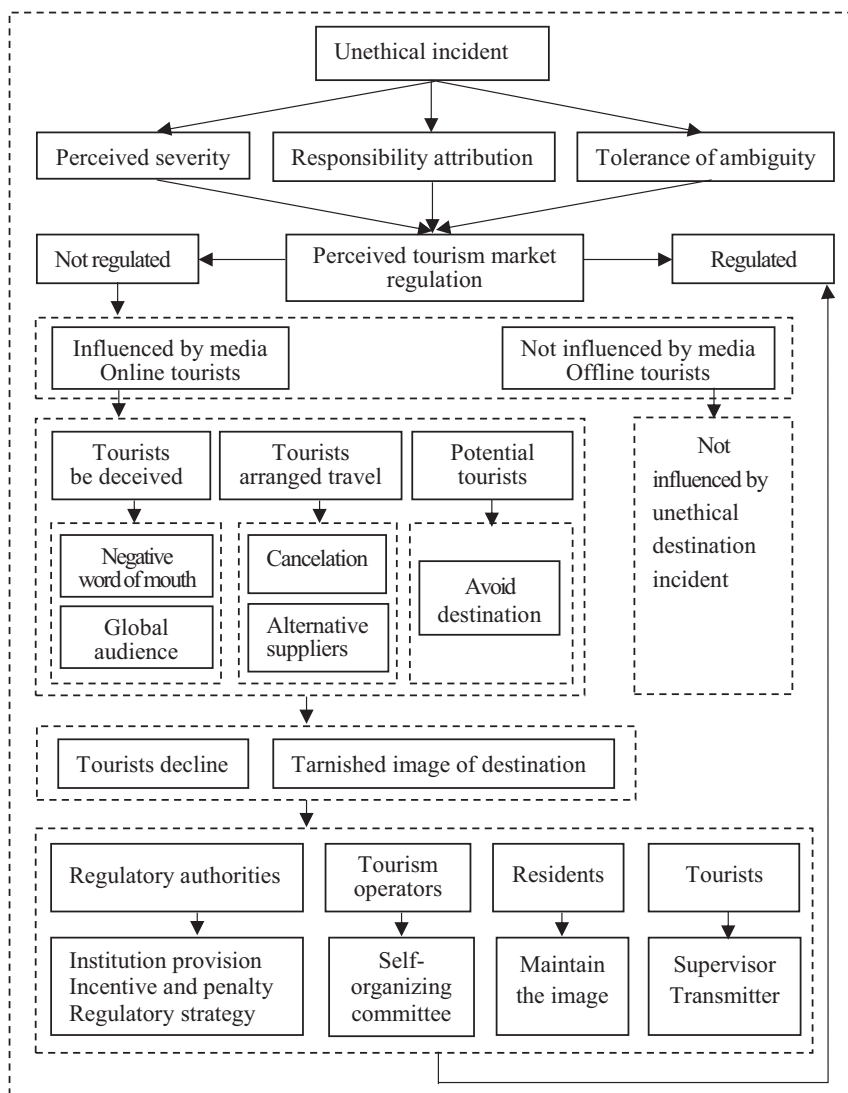 Unethical incident
Perceived severity
Responsibility attribution
Tolerance of ambiguity
Not regulated
Perceived tourism market
regulation
Regulated
Influenced by media
Online tourists
Not influenced by media
Offline tourists
Tourists
be deceived
Tourists
arranged travel
Potential
tourists
Not
influenced by
unethical
destination
incident
Negative
word of mouth
Global
audience
Cancelation
Alternative
suppliers
Avoid
destination
Tourists decline
Tarnished image of destination
Regulatory authorities
Tourism
operators
Residents
Tourists
Institution provision
Incentive and penalty
Regulatory strategy
Self-
organizing
committee
Maintain
the image
Supervisor
Transmitter